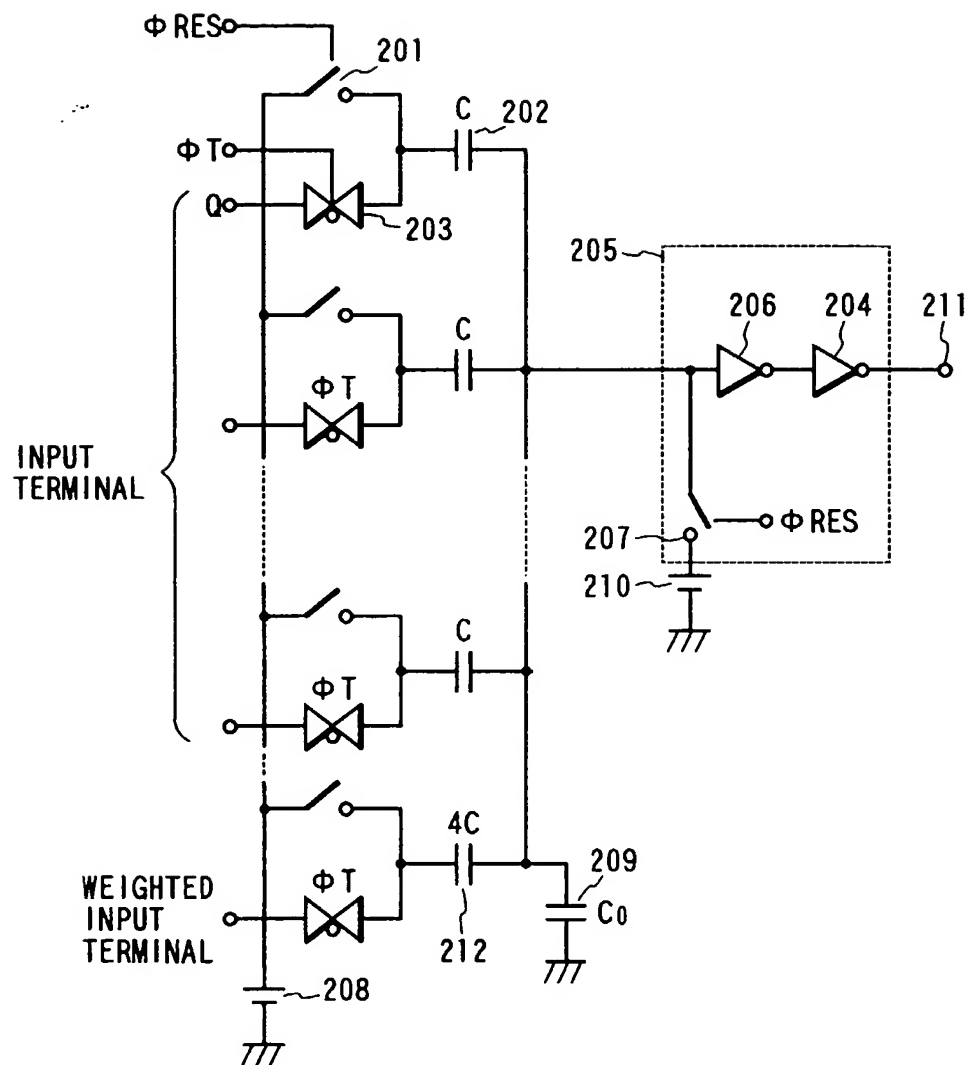 ΦRES
201
C
202
ΦT
Q
203
205
206
204
211
C
ΦT
INPUT
TERMINAL
207
ΦRES
210
C
ΦT
4C
209
WEIGHTED
INPUT
TERMINAL
ΦT
C0
212
208